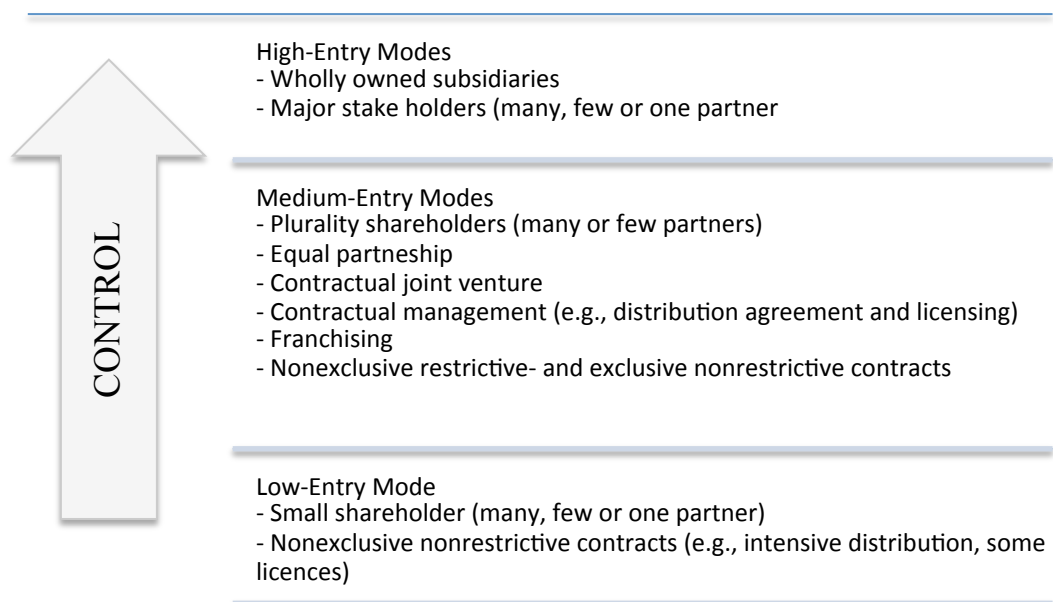 CONTROL
High-Entry Modes
- Wholly owned subsidiaries
- Major stake holders (many, few or one partner
Medium-Entry Modes
- Plurality shareholders (many or few partners)
- Equal partneship
- Contractual joint venture
- Contractual management (e.g., distribution agreement and licensing)
- Franchising
- Nonexclusive restrictive- and exclusive nonrestrictive contracts
Low-Entry Mode
- Small shareholder (many, few or one partner)
- Nonexclusive nonrestrictive contracts (e.g., intensive distribution, some
licences)